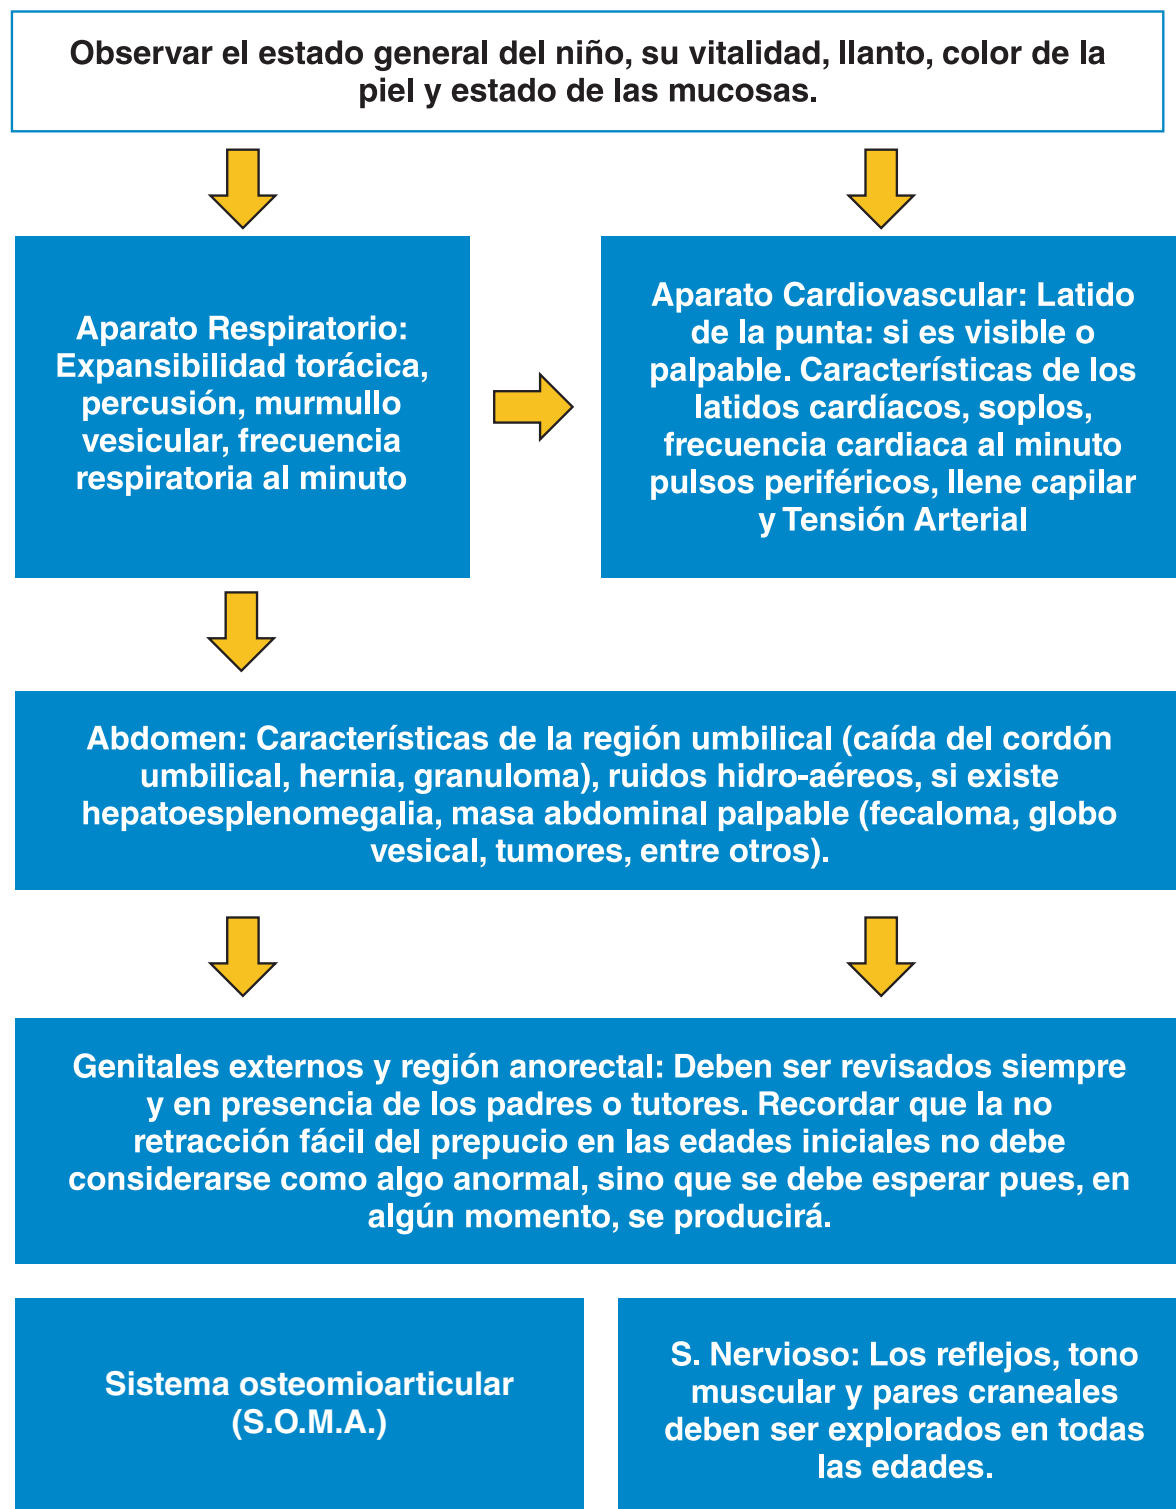 Observar el estado general del niño, su vitalidad, llanto, color de la
piel y estado de las mucosas.
Aparato Respiratorio:
Expansibilidad torácica,
percusión, murmullo
vesicular, frecuencia
respiratoria al minuto
Aparato Cardiovascular: Latido
de la punta: si es visible o
palpable. Características de los
latidos cardíacos, soplos,
frecuencia cardiaca al minuto
pulsos periféricos, llene capilar
y Tensión Arterial
Abdomen: Características de la región umbilical (caída del cordón
umbilical, hernia, granuloma), ruidos hidro-aéreos, si existe
hepatoesplenomegalia, masa abdominal palpable (fecaloma, globo
vesical, tumores, entre otros).
Genitales externos y región anorectal: Deben ser revisados siempre
y en presencia de los padres o tutores. Recordar que la no
retracción fácil del prepucio en las edades iniciales no debe
considerarse como algo anormal, sino que se debe esperar pues, en
algún momento, se producirá.
Sistema osteomioarticular
(S.O.M.A.)
S. Nervioso: Los reflejos, tono
muscular y pares craneales
deben ser explorados en todas
las edades.